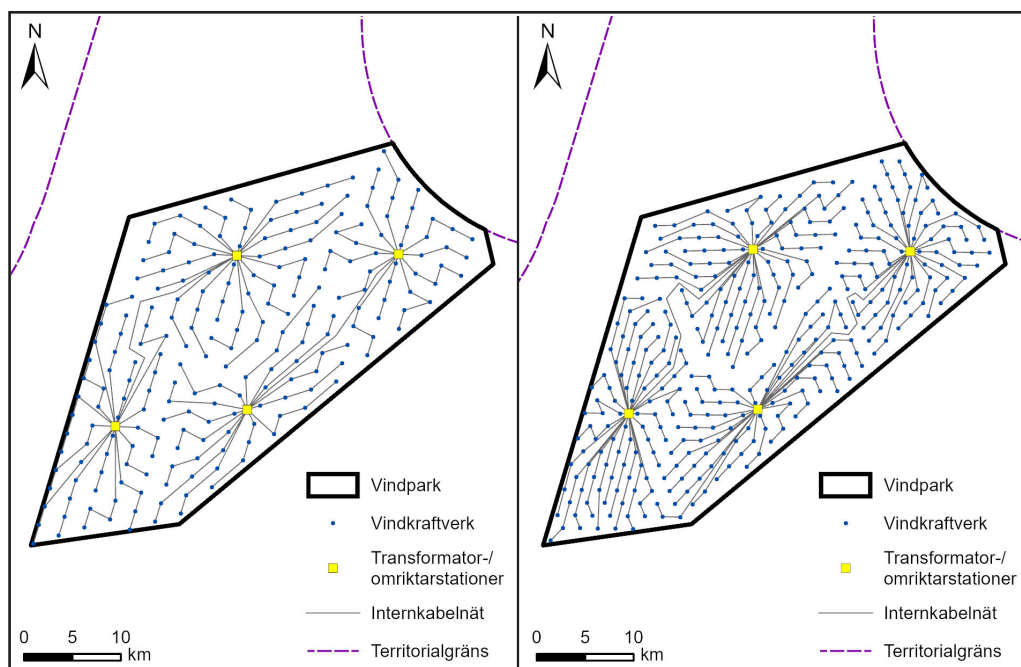 N
Vindpark
Vindkraftverk
Transformator-/
omriktarstationer
Internkabelnät
Territorialgräns
0 5 10
km
N
Vindpark
Vindkraftverk
Transformator-/
omriktarstationer
Internkabelnät
Territorialgräns
0 5 10
km